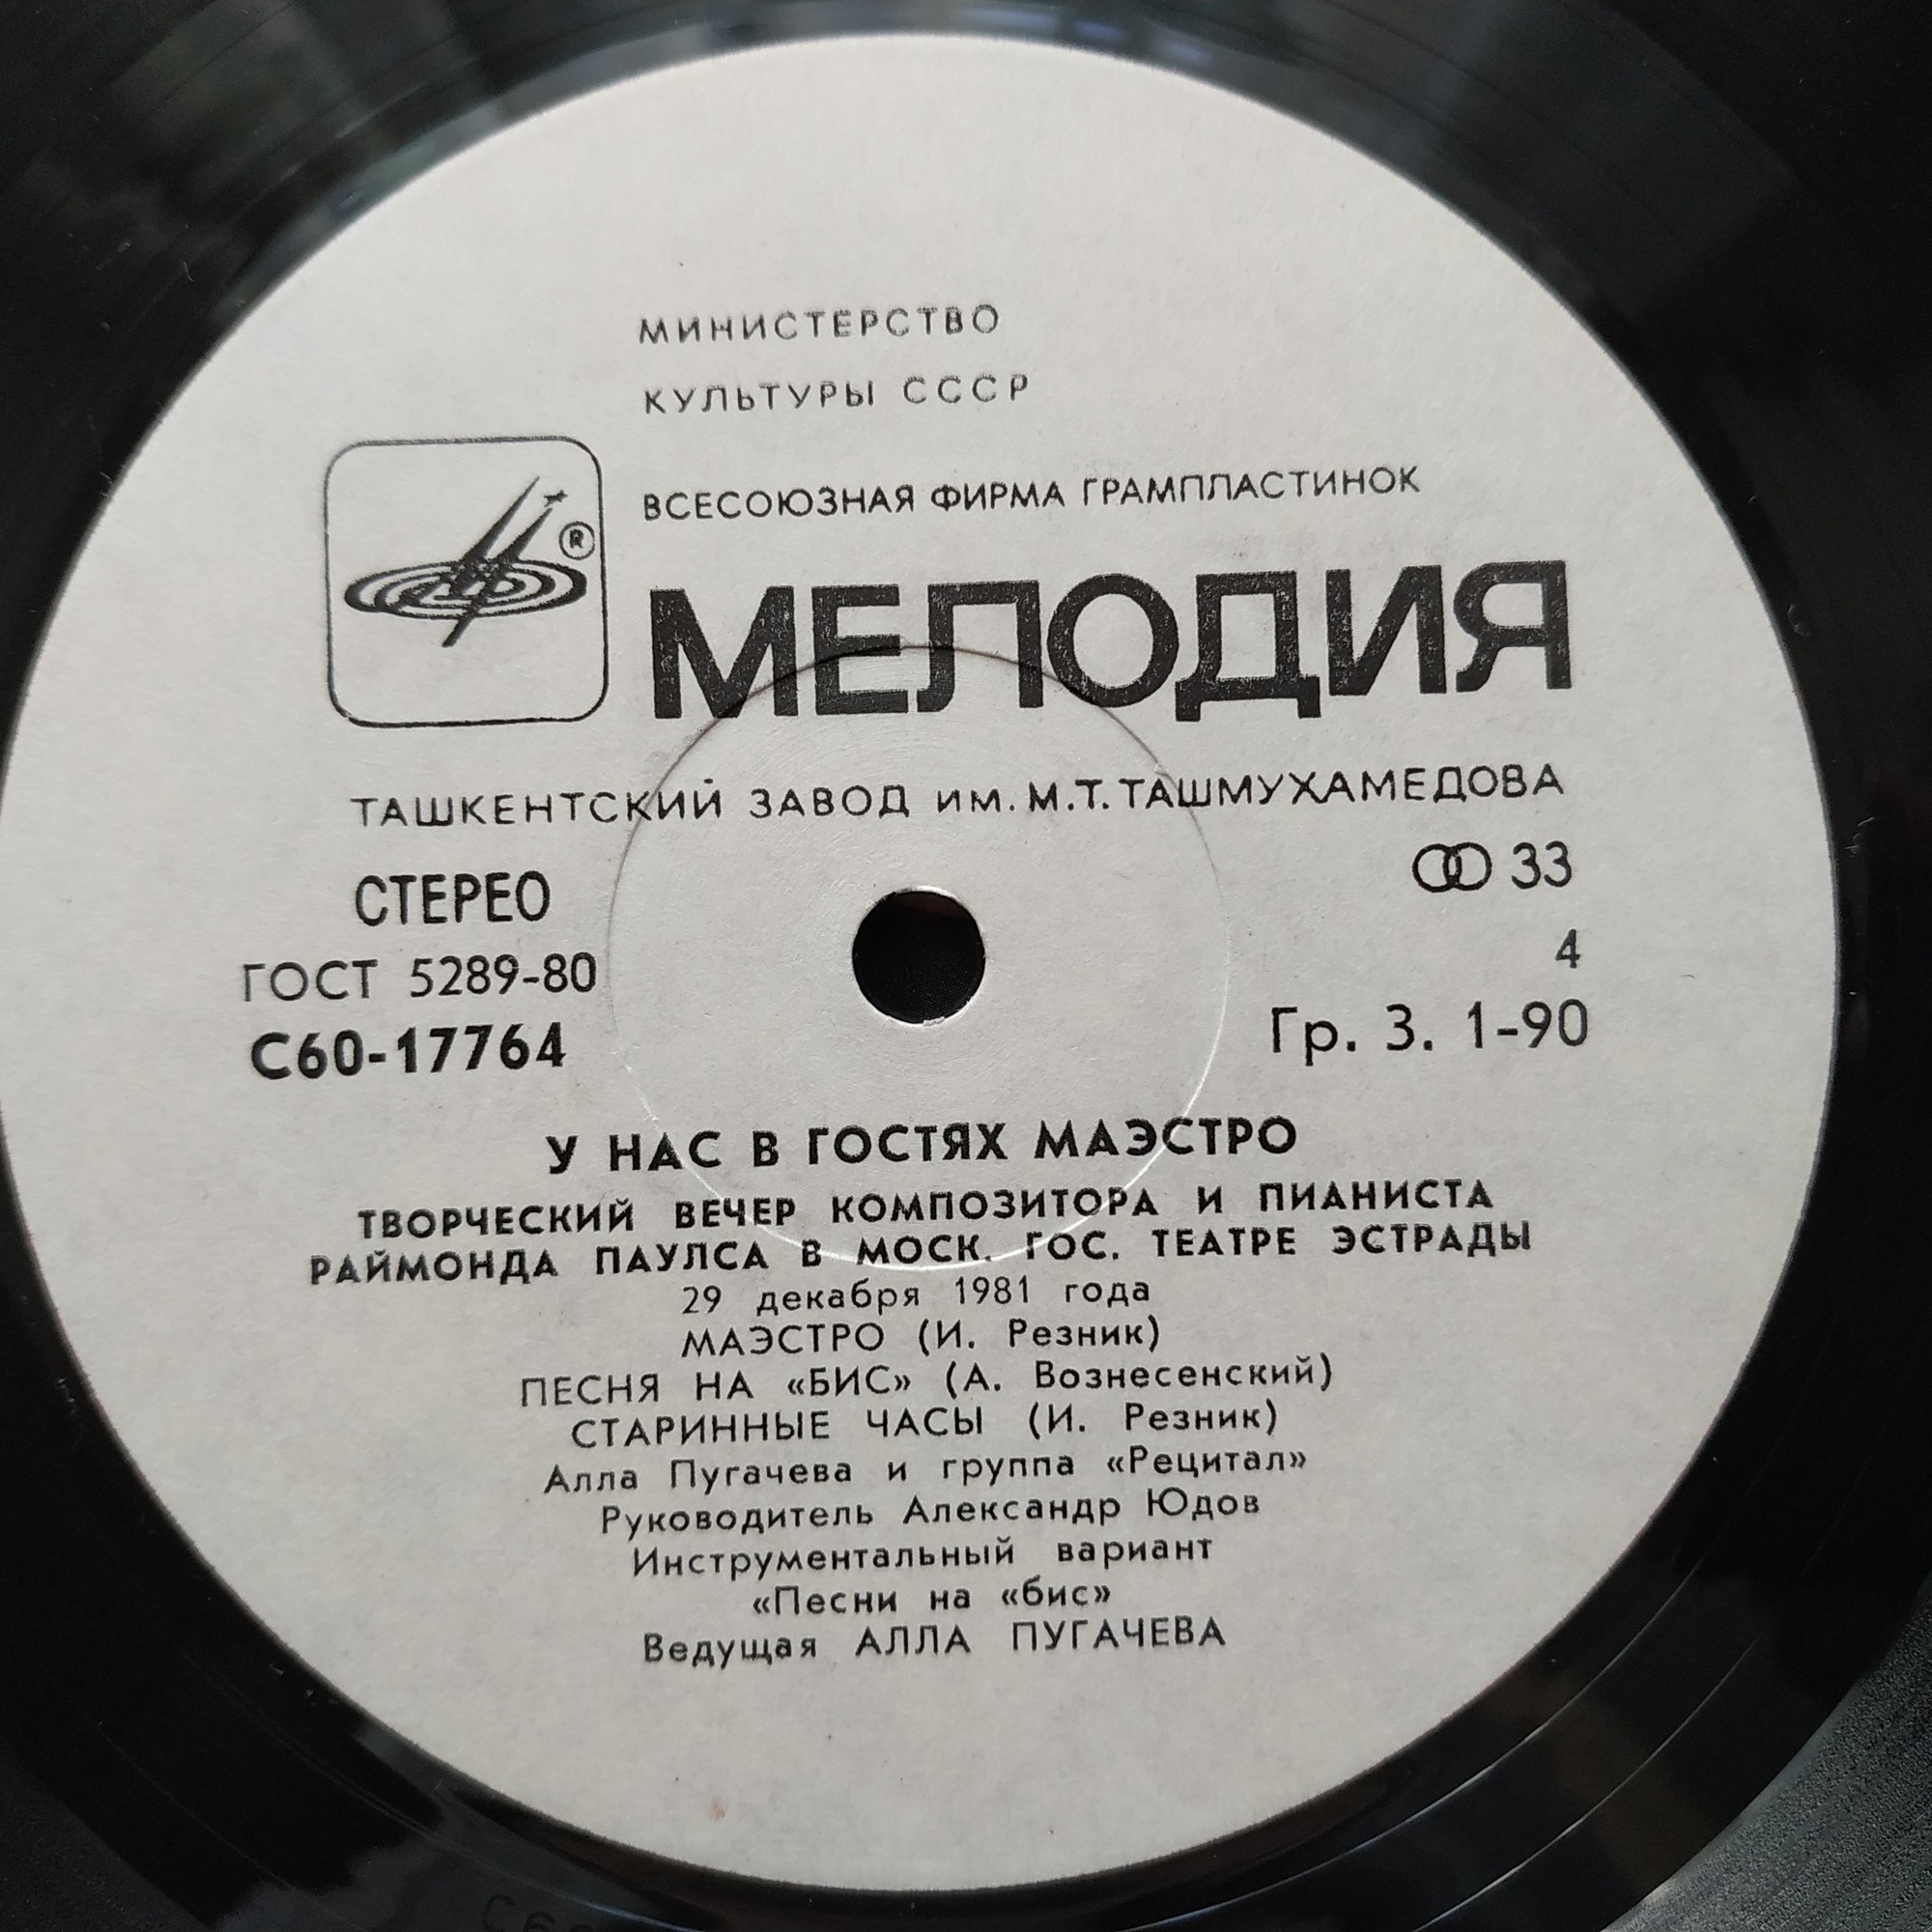 МИНИСТЕРСТВО
КУЛЬТУРЫ СССР
ВСЕСОЮЗНАЯ ФИРМА ГРАМПЛАСТИНОК
®
МЕЛОДИЯ
ТАШКЕНТСКИЙ ЗАВОД ИМ. М.Т. ТАШМУХАМЕДОВА
СТЕРЕО
33
ГОСТ 5289-80
4
С60-17764
Гр. 3. 1-90
У НАС В ГОСТЯХ МАЭСТРО
ТВОРЧЕСКИЙ ВЕЧЕР КОМПОЗИТОРА И ПИАНИСТА
РАЙМОНДА ПАУЛСА В МОСК. ГОС. ТЕАТРЕ ЭСТРАДЫ
29 декабря 1981 года
МАЭСТРО (И. Резник)
ПЕСНЯ НА «БИС» (А. Вознесенский)
СТАРИННЫЕ ЧАСЫ (И. Резник)
Алла Пугачева и группа «Рецитал»
Руководитель Александр Юдов
Инструментальный вариант
«Песни на «бис»
Ведущая АЛЛА ПУГАЧЕВА